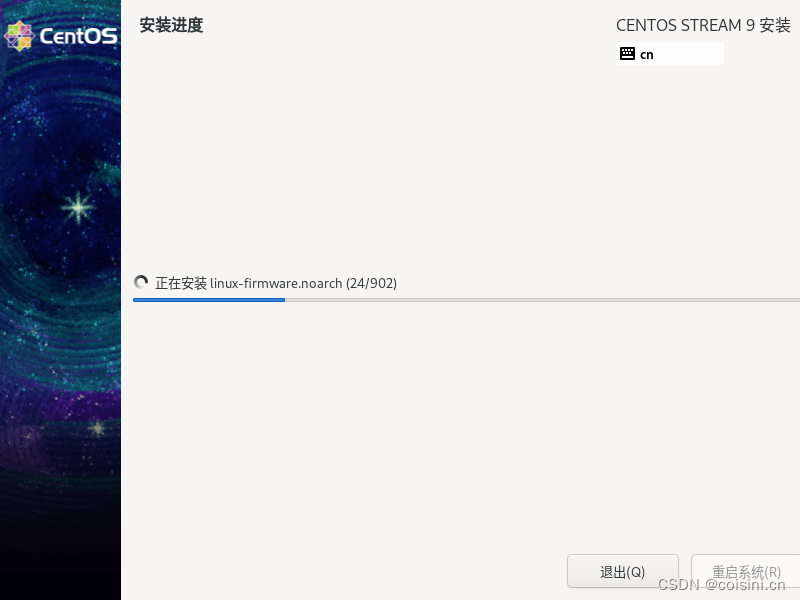 CentOS
安装进度
CENTOS STREAM 9 安装
cn
正在安装 linux-firmware.noarch (24/902)
退出(Q)
重启系统(R)
CSDN @coisini.cn